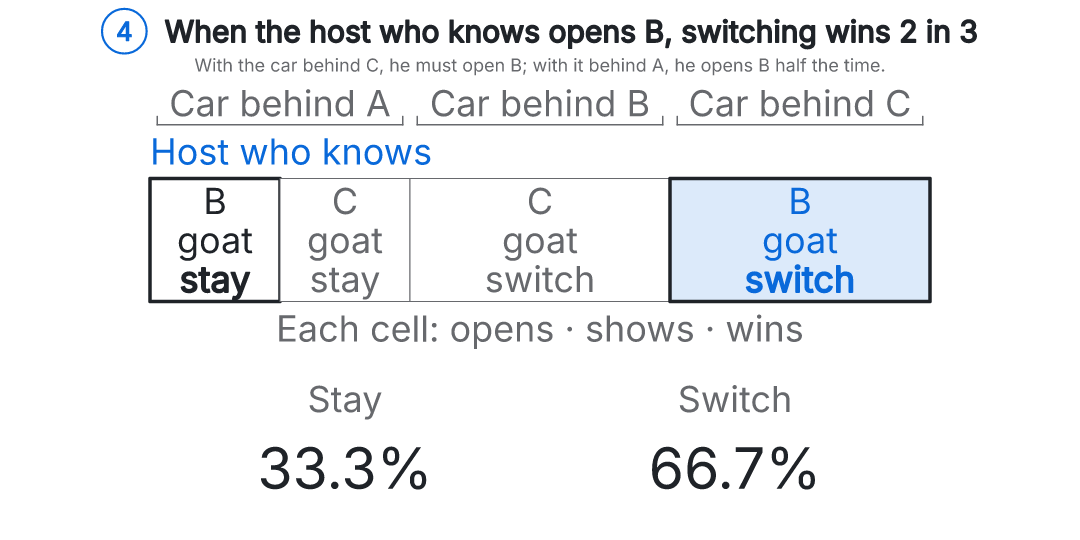 4 When the host who knows opens B, switching wins 2 in 3
With the car behind C, he must open B; with it behind A, he opens B half the time.
Car behind A Car behind B Car behind C
Host who knows
B C C B
goat goat goat goat
stay stay switch switch
Each cell: opens · shows · wins
Stay Switch
33.3% 66.7%